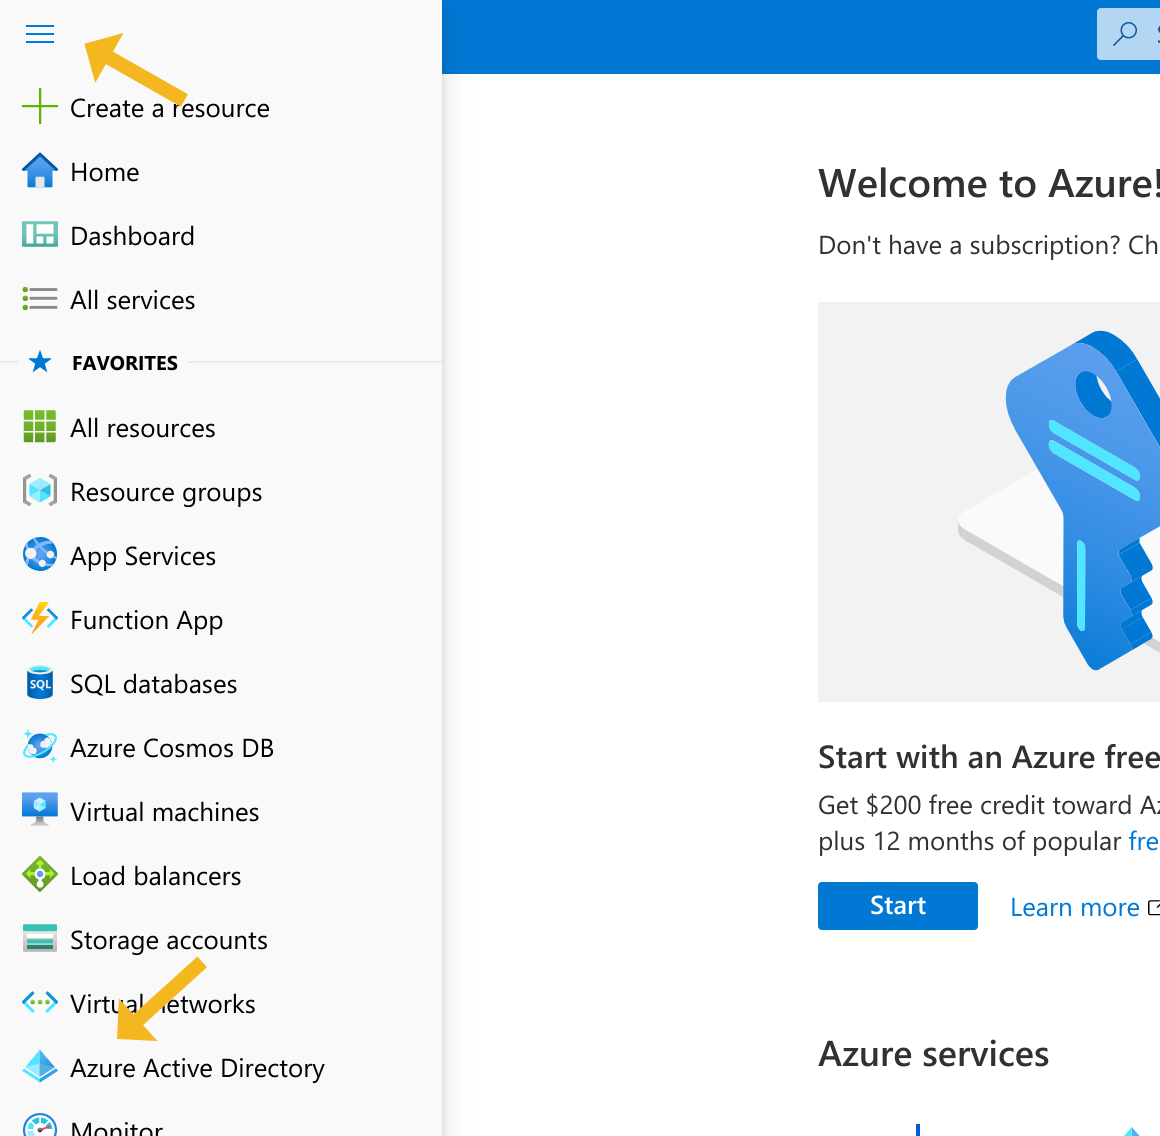 Create a resource
Home
Dashboard
All services
FAVORITES
All resources
Resource groups
App Services
Function App
SQL
SQL databases
Azure Cosmos DB
Virtual machines
Load balancers
Storage accounts
Virtual networks
Azure Active Directory
Monitor
Welcome to Azure!
Don't have a subscription? Ch
Start with an Azure free
Get $200 free credit toward Az
plus 12 months of popular fre
Start
Learn more
Azure services